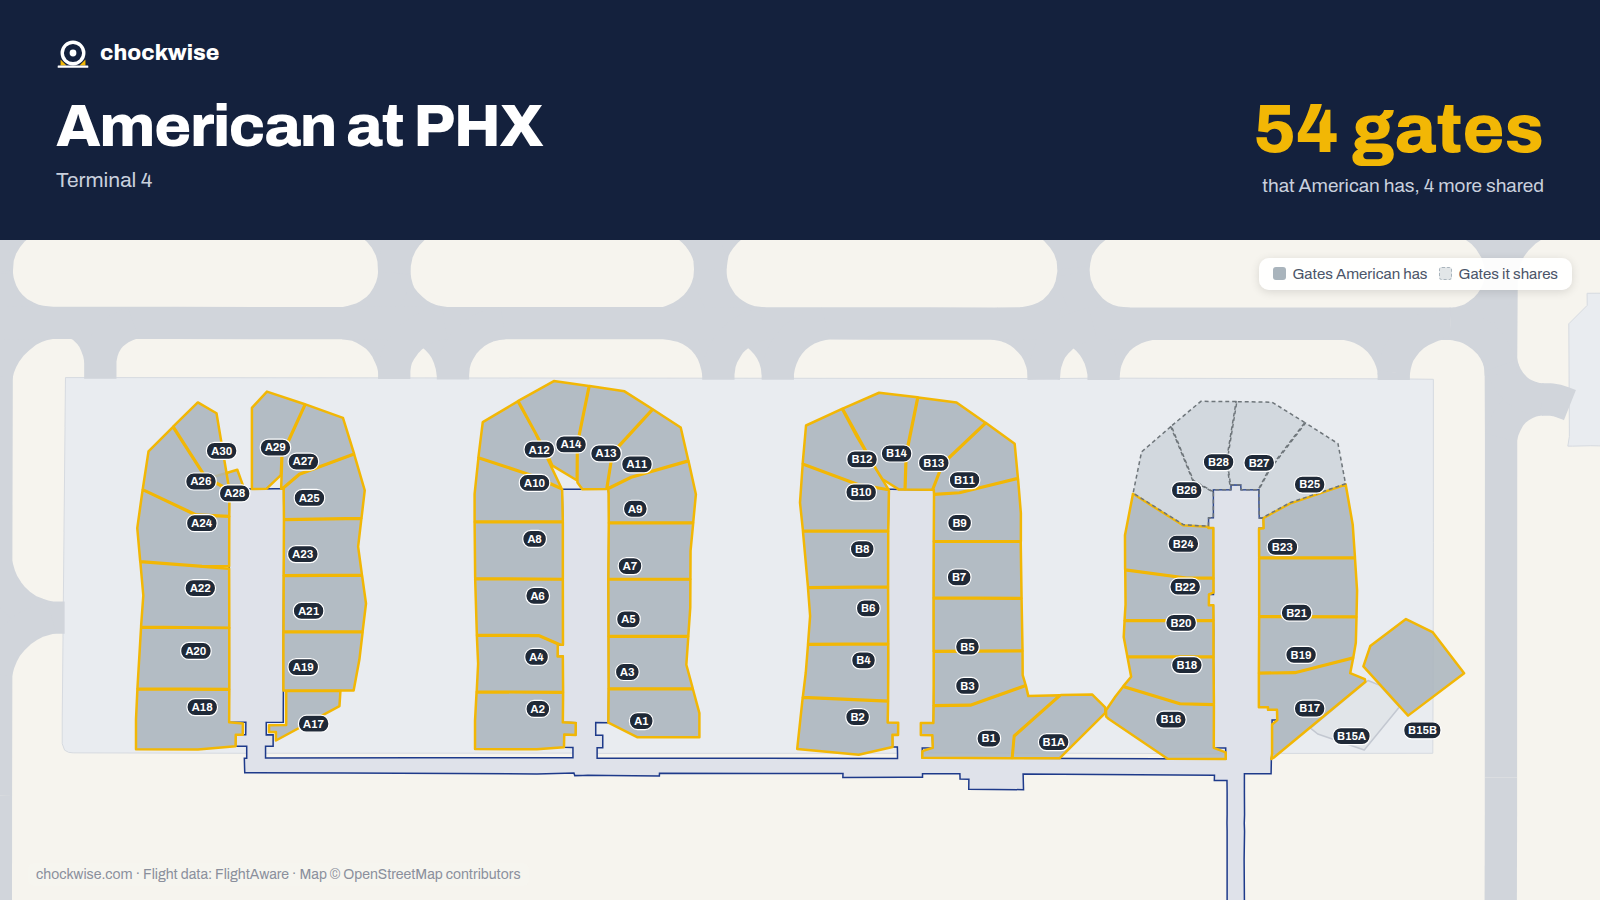 chockwise
American at PHX
Terminal 4
54 gates
that American has, 4 more shared
Gates American has
Gates it shares
A30
A29
A27
A26
A28
A25
A24
A23
A22
A21
A20
A19
A18
A17
A12
A14
A13
A11
A10
A9
A8
A7
A6
A5
A4
A3
A2
A1
B12
B14
B13
B11
B10
B9
B8
B7
B6
B5
B4
B3
B2
B1
B1A
B28
B27
B26
B25
B24
B23
B22
B21
B20
B19
B18
B17
B16
B15A
B15B
chockwise.com · Flight data: FlightAware · Map © OpenStreetMap contributors